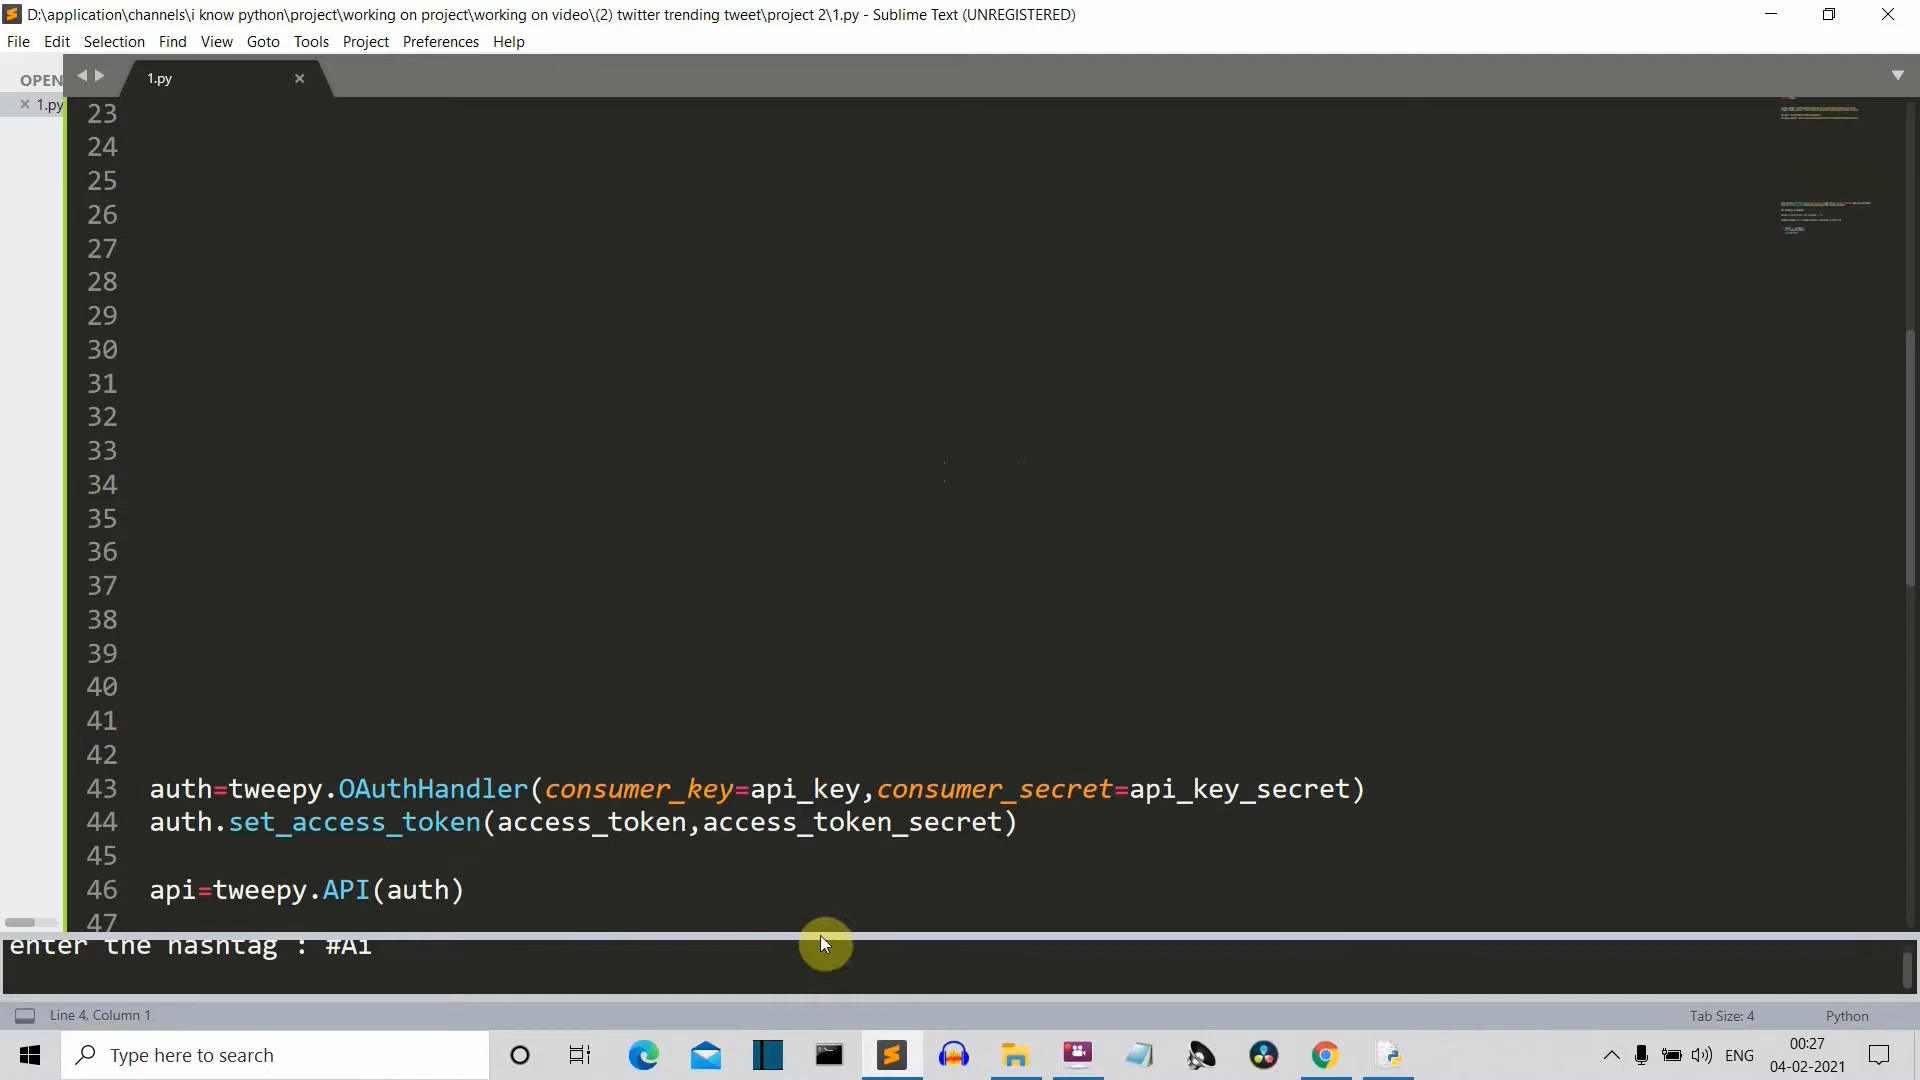 D:\application\channels\i know python\project\working on project\working on video\(2) twitter trending tweet\project 2\1.py - Sublime Text (UNREGISTERED)
File Edit Selection Find View Goto Tools Project Preferences Help
OPEN
1.py
1.py
23
24
25
26
27
28
29
30
31
32
33
34
35
36
37
38
39
40
41
42
43 auth=tweepy.OAuthHandler(consumer_key=api_key,consumer_secret=api_key_secret)
44 auth.set_access_token(access_token,access_token_secret)
45
46 api=tweepy.API(auth)
47
enter the hashtag : #Ai
Line 4, Column 1
Tab Size: 4 Python
Type here to search
ENG
00:27
04-02-2021